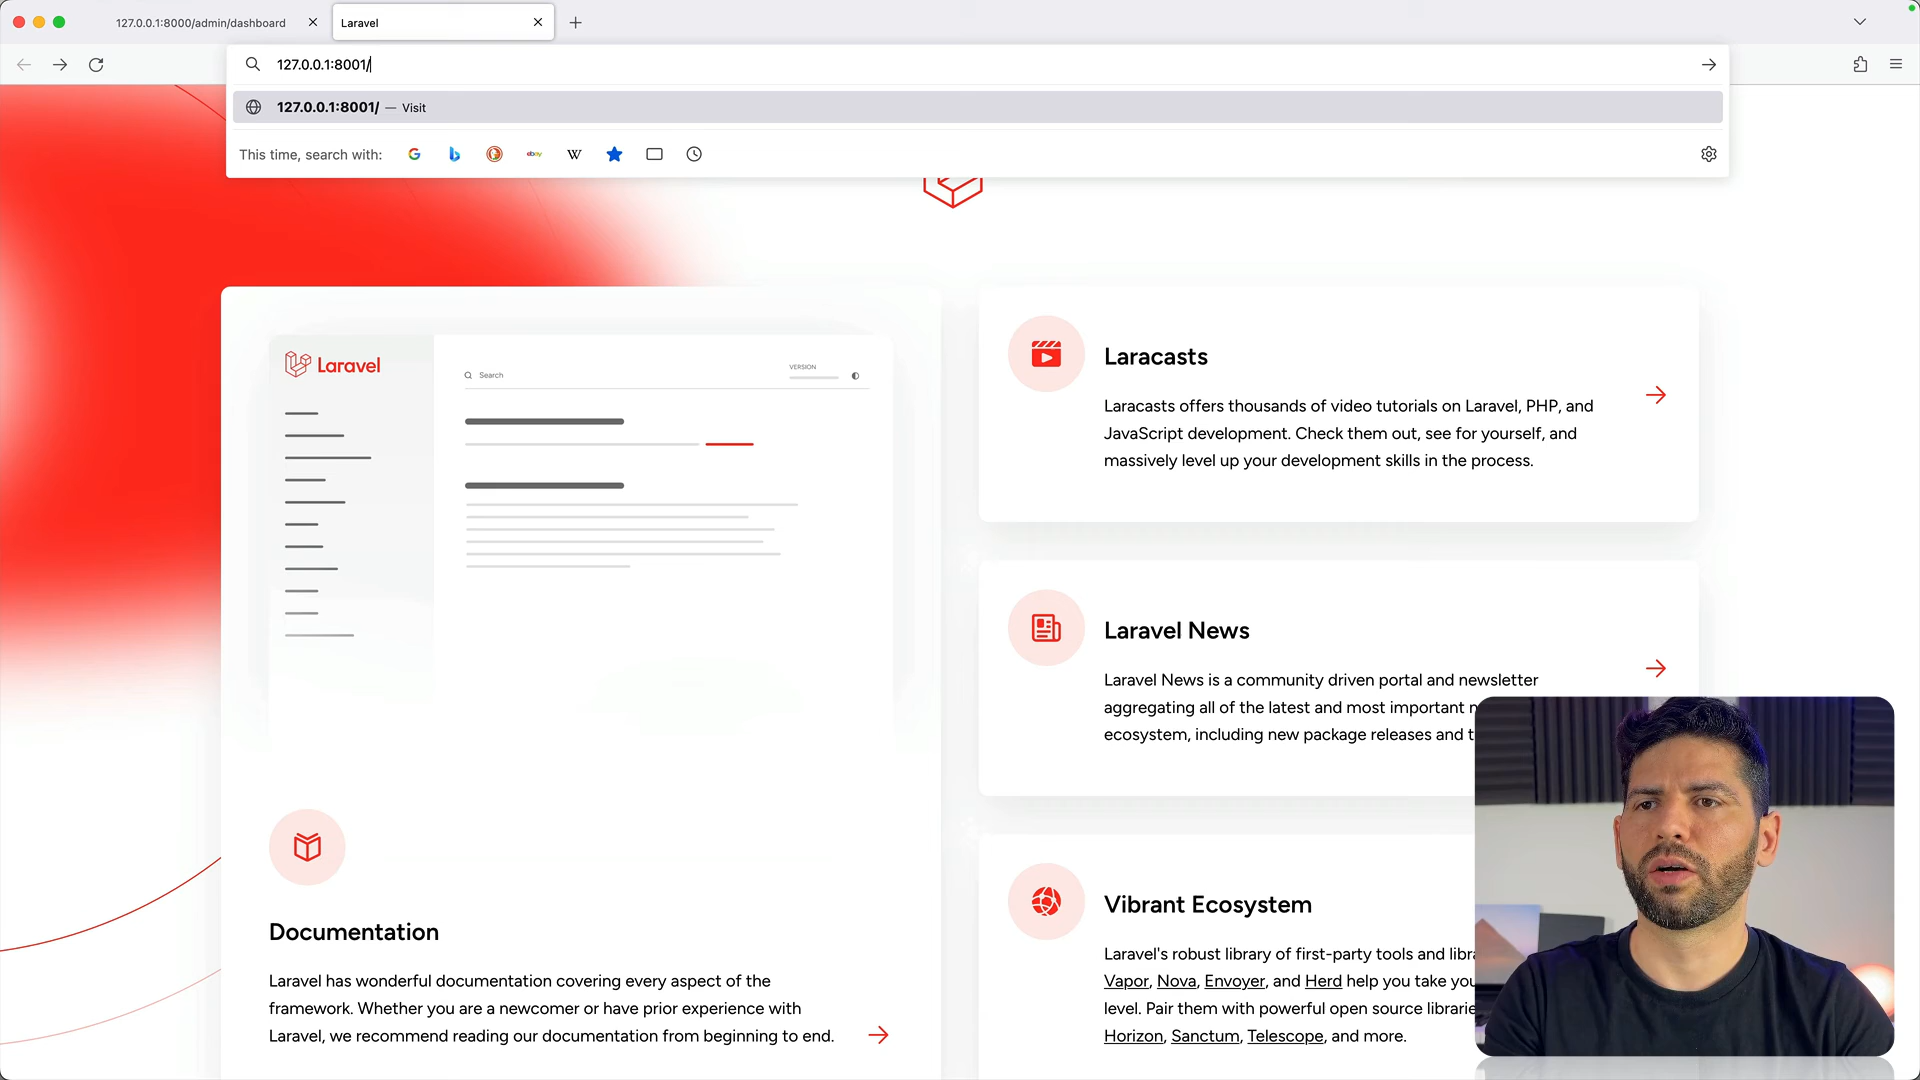 127.0.0.1:8000/admin/dashboard
Laravel
127.0.0.1:8001/
127.0.0.1:8001/ — Visit
This time, search with:
Laravel
Search
VERSION
Laracasts
Laracasts offers thousands of video tutorials on Laravel, PHP, and
JavaScript development. Check them out, see for yourself, and
massively level up your development skills in the process.
Laravel News
Laravel News is a community driven portal and newsletter
aggregating all of the latest and most important
ecosystem, including new package releases and
Documentation
Laravel has wonderful documentation covering every aspect of the
framework. Whether you are a newcomer or have prior experience with
Laravel, we recommend reading our documentation from beginning to end.
Vibrant Ecosystem
Laravel's robust library of first-party tools and
Vapor, Nova, Envoyer, and Herd help you take
level. Pair them with powerful open source
Horizon, Sanctum, Telescope, and more.